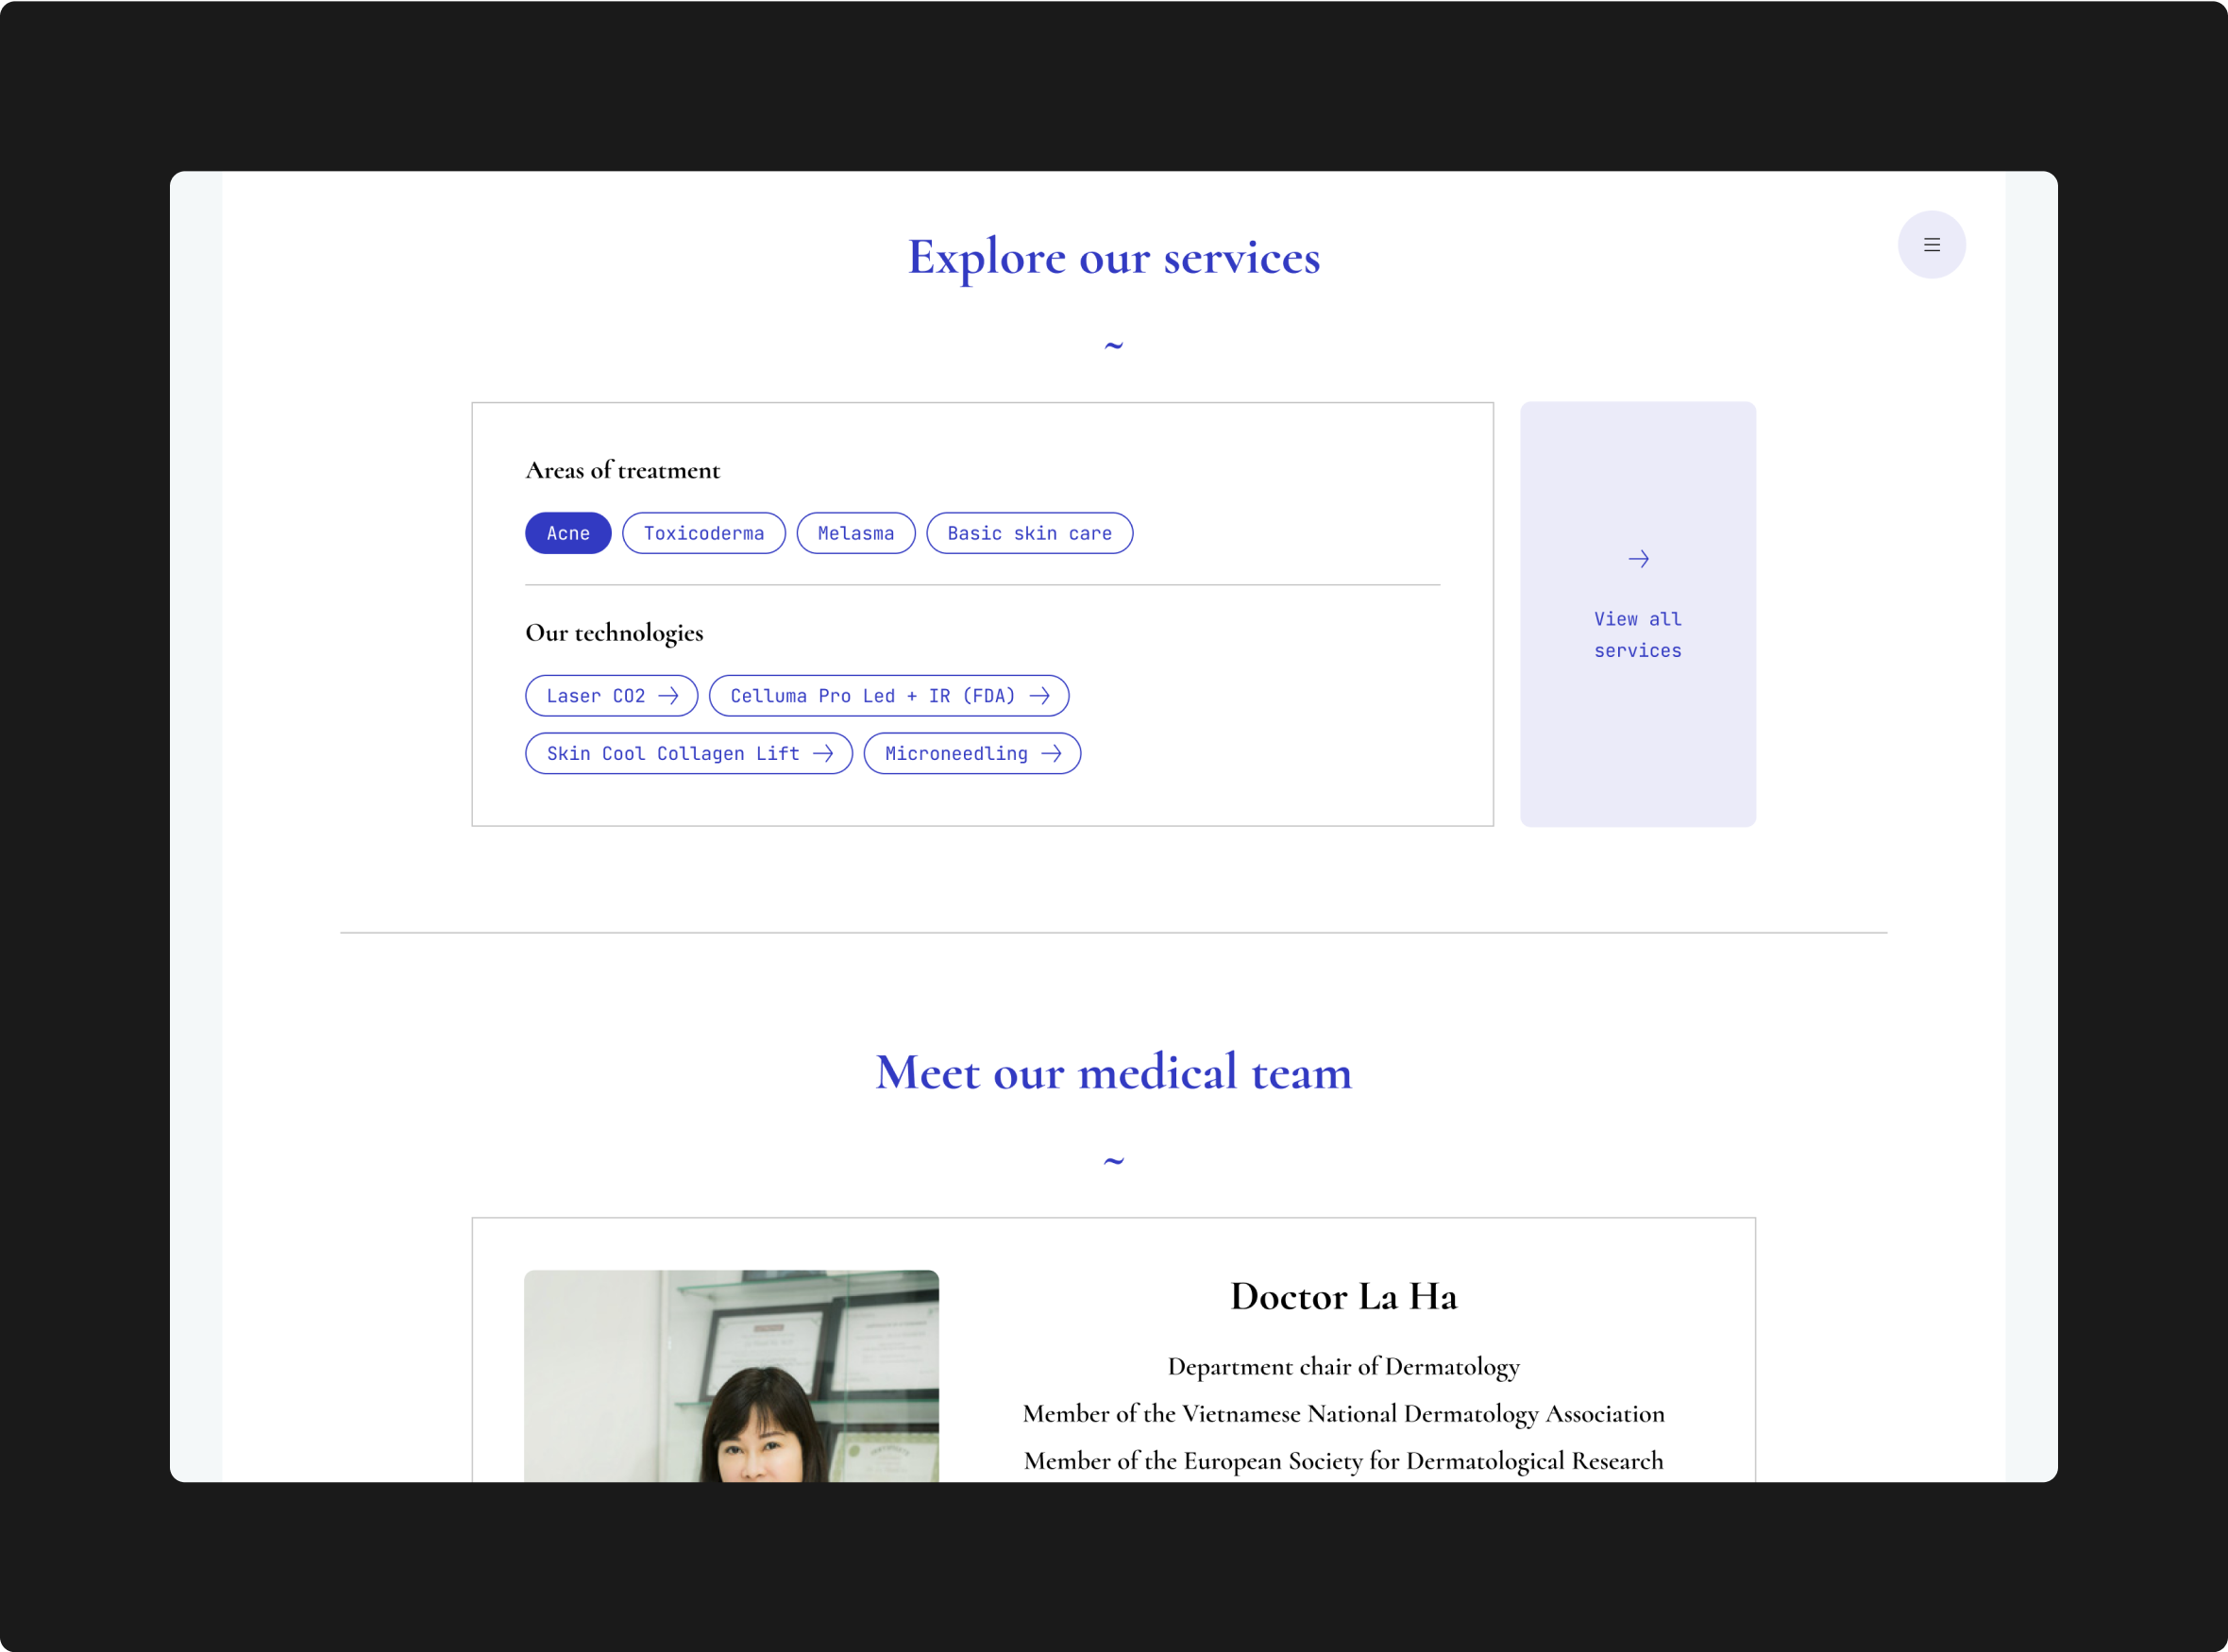 Explore our services
~
Areas of treatment
Acne
Toxicoderma
Melasma
Basic skin care
Our technologies
Laser CO2 →
Celluma Pro Led + IR (FDA) →
Skin Cool Collagen Lift →
Microneedling →
→
View all
services
Meet our medical team
~
Doctor La Ha
Department chair of Dermatology
Member of the Vietnamese National Dermatology Association
Member of the European Society for Dermatological Research